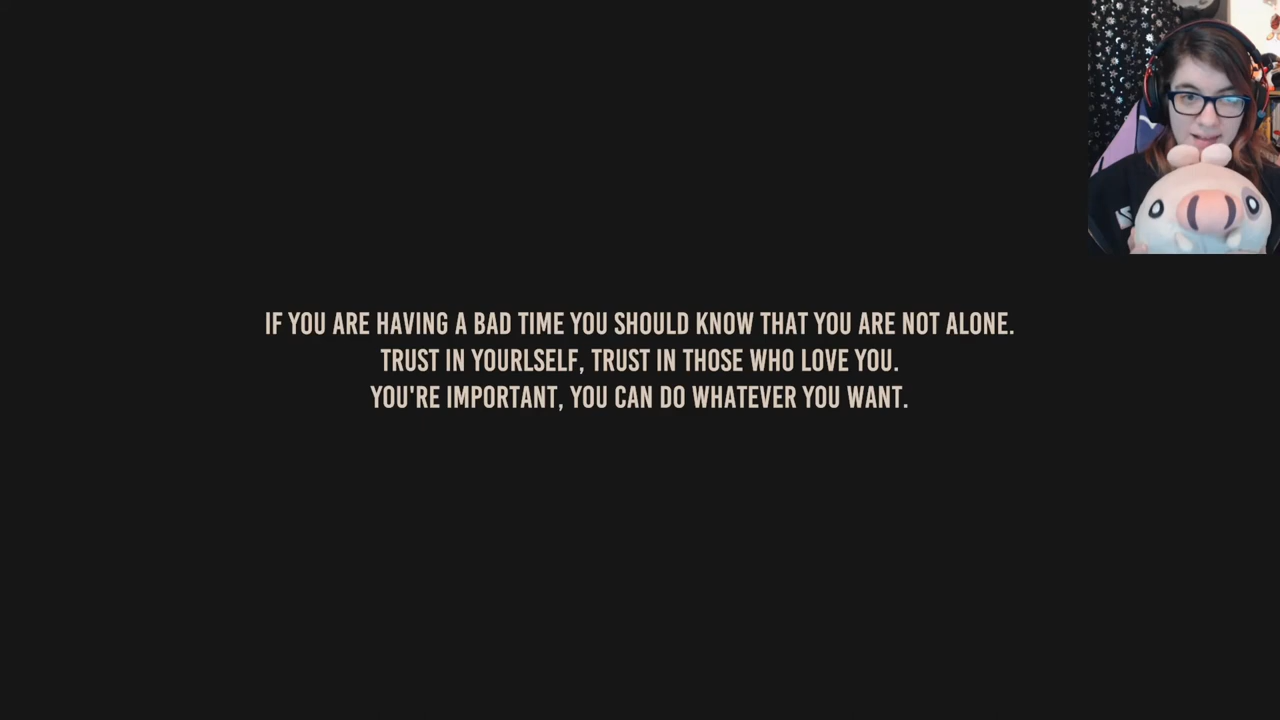 IF YOU ARE HAVING A BAD TIME YOU SHOULD KNOW THAT YOU ARE NOT ALONE.
TRUST IN YOURLSELF, TRUST IN THOSE WHO LOVE YOU.
YOU'RE IMPORTANT, YOU CAN DO WHATEVER YOU WANT.